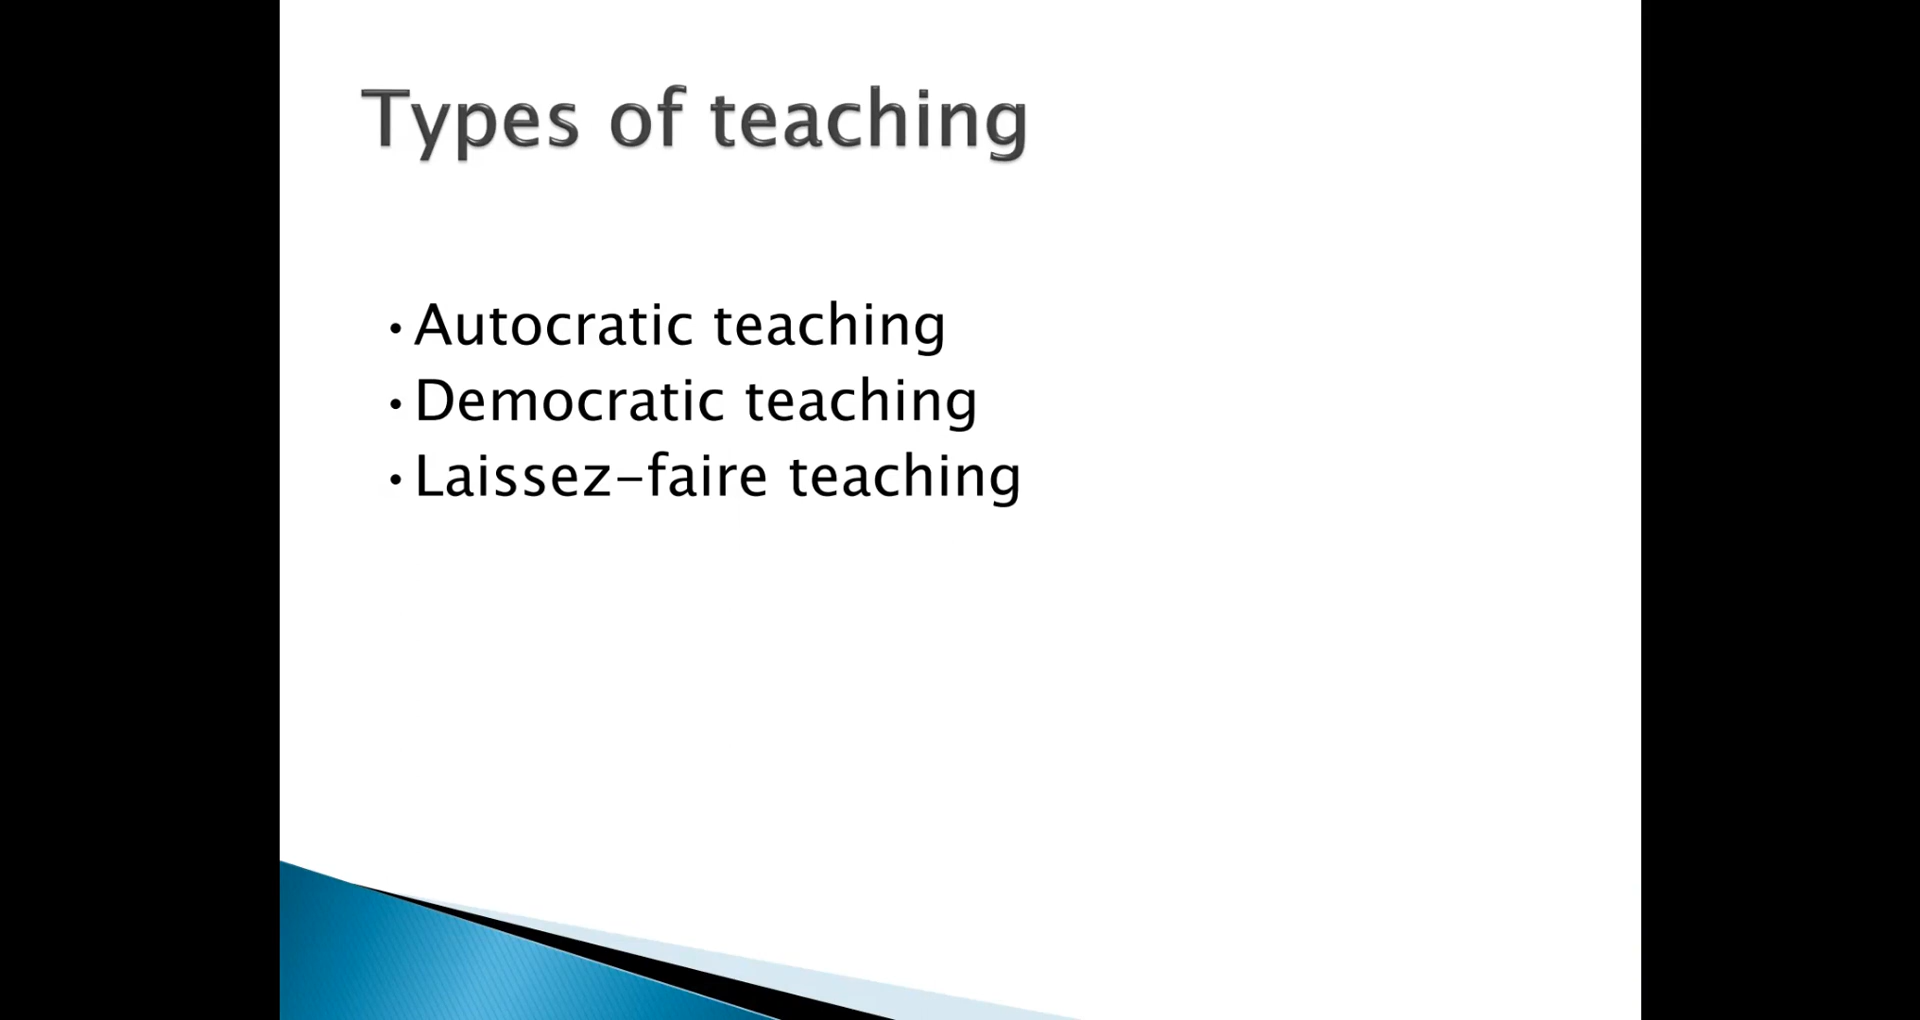 Types of teaching
• Autocratic teaching
• Democratic teaching
• Laissez-faire teaching